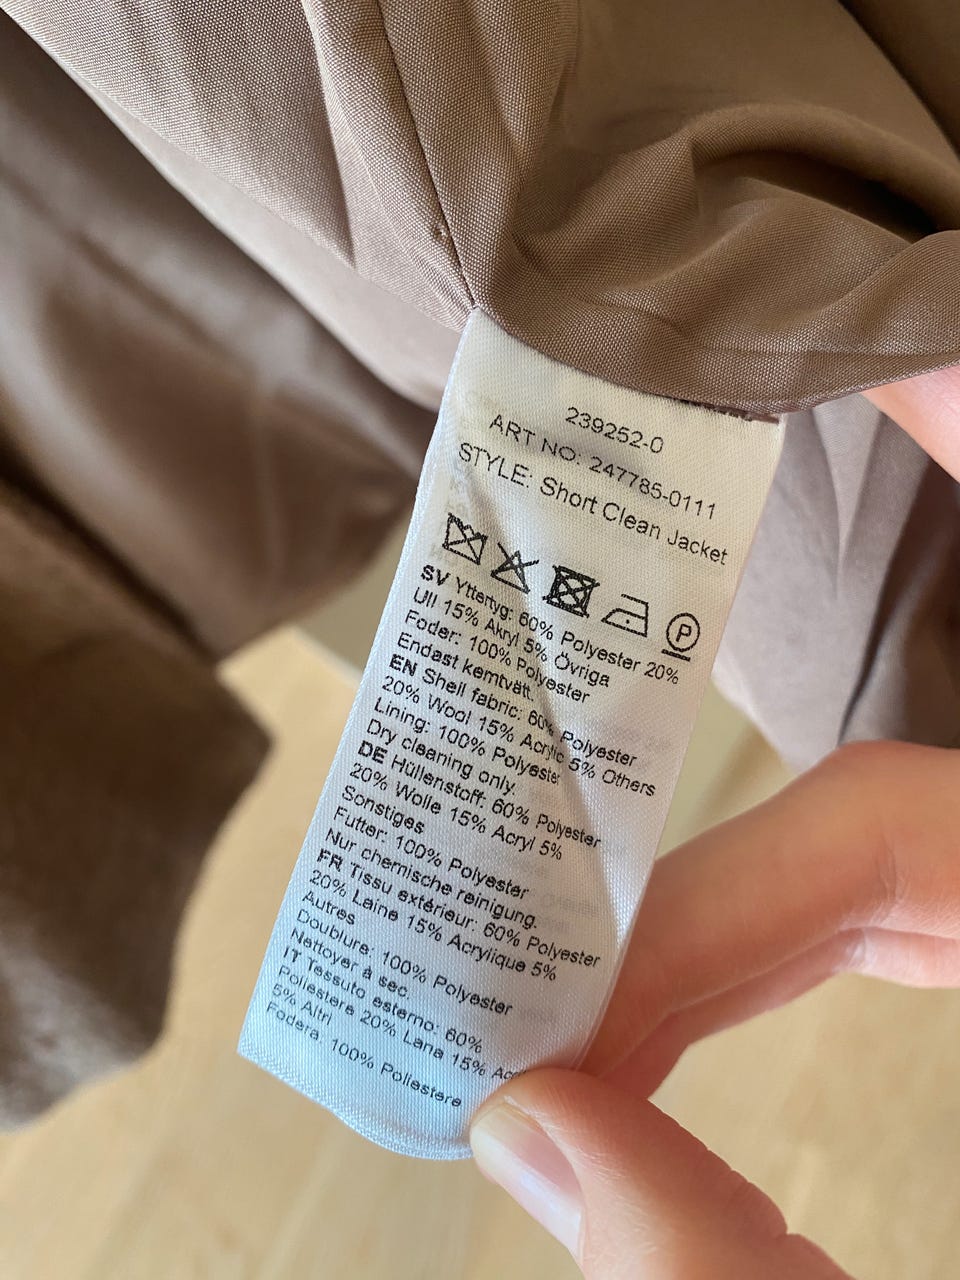 239252-0
ART NO: 247785-0111
STYLE: Short Clean Jacket
P
SV Yttertyg: 60% Polyester 20%
Ull 15% Akryl 5% Övriga
Foder: 100% Polyester
Endast kemtvätt.
EN Shell fabric: 60% Polyester
20% Wool 15% Acrylic 5% Others
Lining: 100% Polyester
Dry cleaning only.
DE Hüllenstoff: 60% Polyester
20% Wolle 15% Acryl 5%
Sonstiges
Futter: 100% Polyester
Nur chemische reinigung.
FR Tissu extérieur: 60% Polyester
20% Laine 15% Acrylique 5%
Autres
Doublure: 100% Polyester
Nettoyer à sec.
IT Tessuto esterno: 60%
Poliestere 20% Lana 15%
5% Altri
Fodera: 100% Poliestere